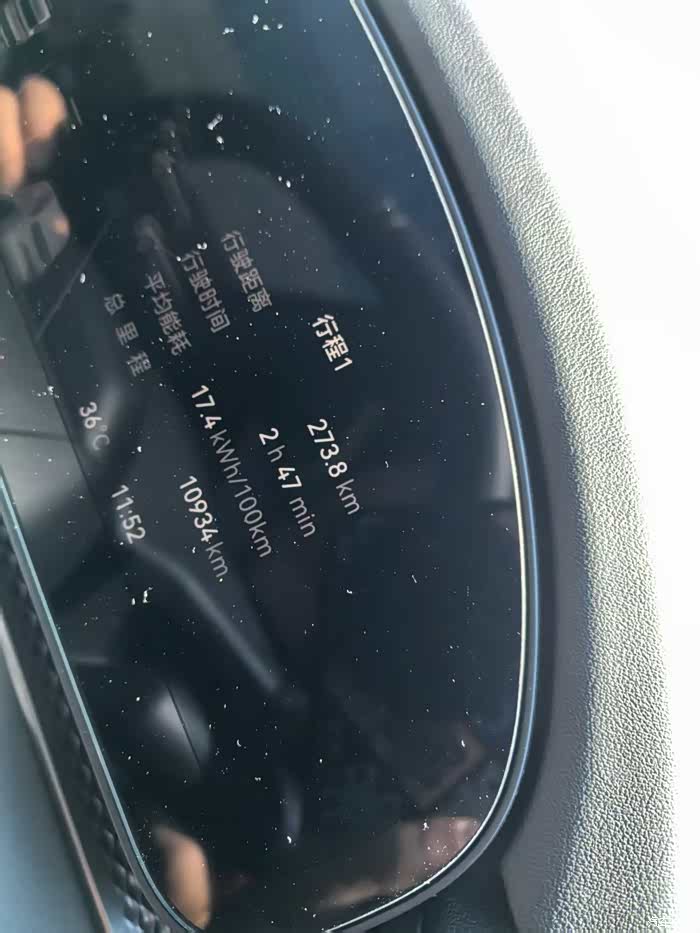 行程1
行驶距离 273.8 km
行驶时间 2 h 47 min
平均能耗 17.4 kWh/100km
总里程 10934 km
36°C 11:52